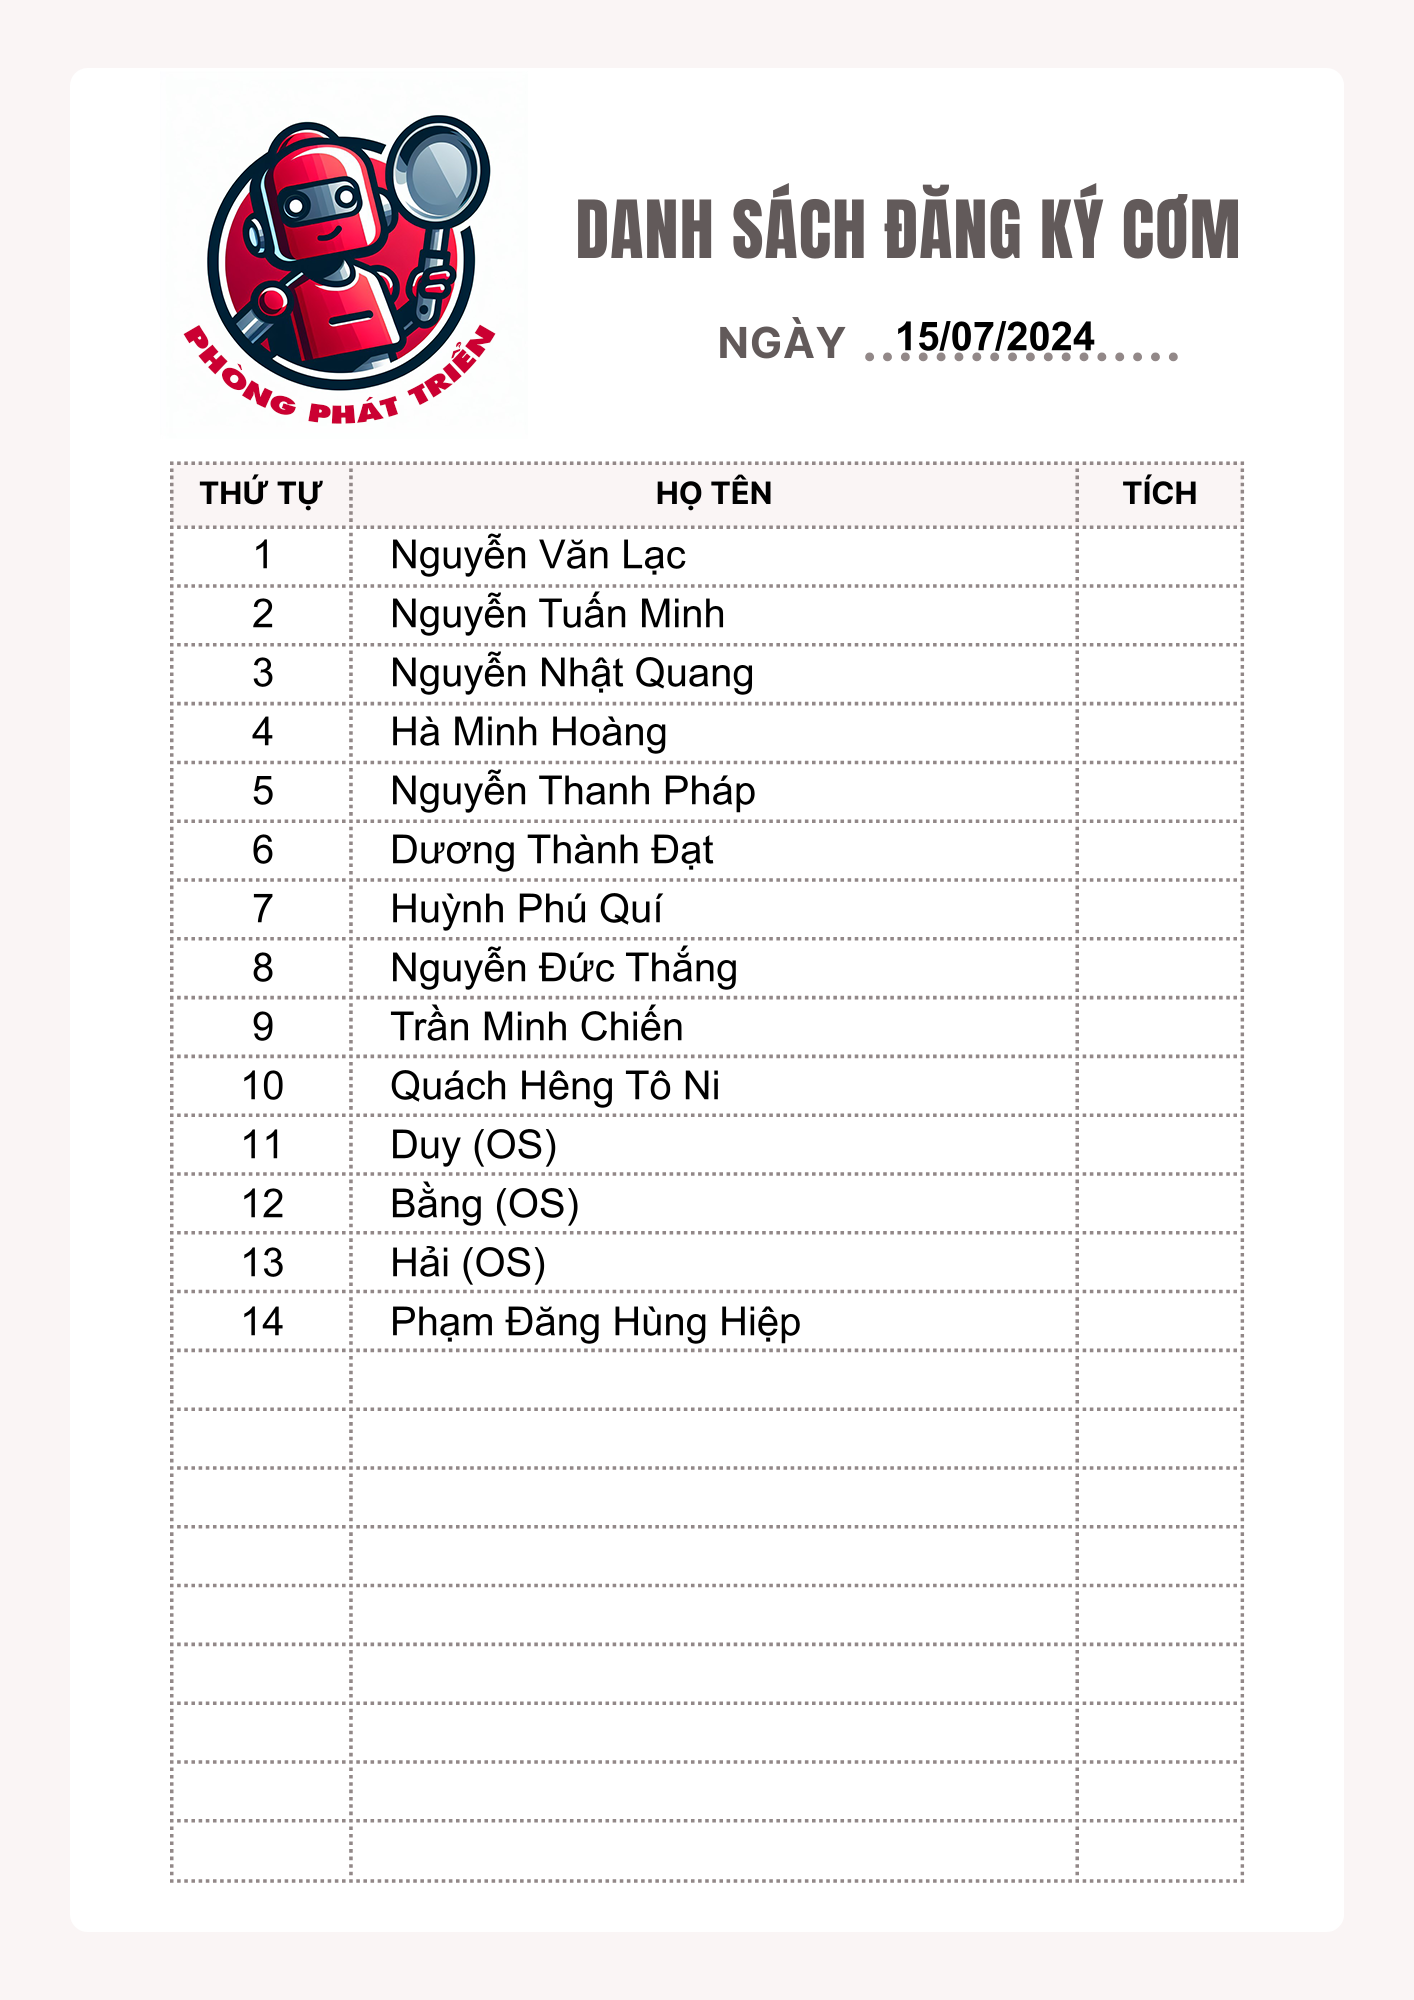 PHÒNG PHÁT TRIỂN
DANH SÁCH ĐĂNG KÝ CƠM
NGÀY 15/07/2024
THỨ TỰ HỌ TÊN TÍCH
1 Nguyễn Văn Lạc
2 Nguyễn Tuấn Minh
3 Nguyễn Nhật Quang
4 Hà Minh Hoàng
5 Nguyễn Thanh Pháp
6 Dương Thành Đạt
7 Huỳnh Phú Quí
8 Nguyễn Đức Thắng
9 Trần Minh Chiến
10 Quách Hêng Tô Ni
11 Duy (OS)
12 Bằng (OS)
13 Hải (OS)
14 Phạm Đăng Hùng Hiệp